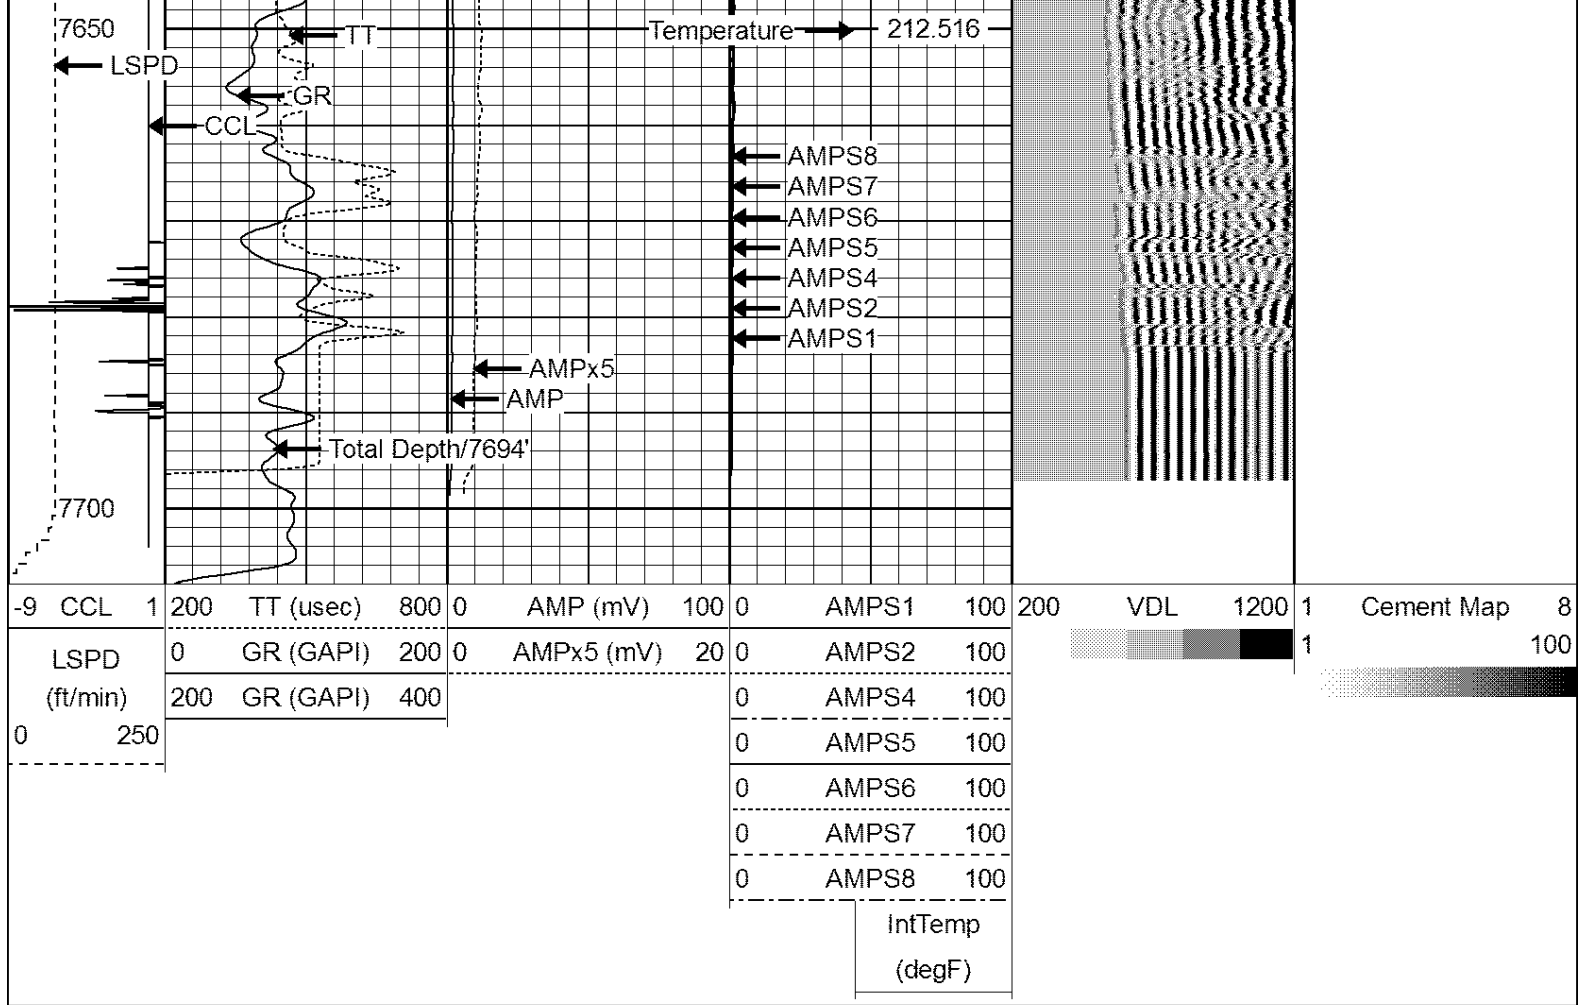 7650
TT
Temperature
212.516
LSPD
GR
CCL
AMPS8
AMPS7
AMPS6
AMPS5
AMPS4
AMPS2
AMPS1
AMPx5
AMP
Total Depth/7694'
7700
-9 CCL 1
200 TT (usec) 800
0 AMP (mV) 100
0 AMPS1 100
200 VDL 1200
1 Cement Map 8
LSPD
(ft/min)
0 250
0 GR (GAPI) 200
0 AMPx5 (mV) 20
0 AMPS2 100
1 100
200 GR (GAPI) 400
0 AMPS4 100
0 AMPS5 100
0 AMPS6 100
0 AMPS7 100
0 AMPS8 100
IntTemp
(degF)